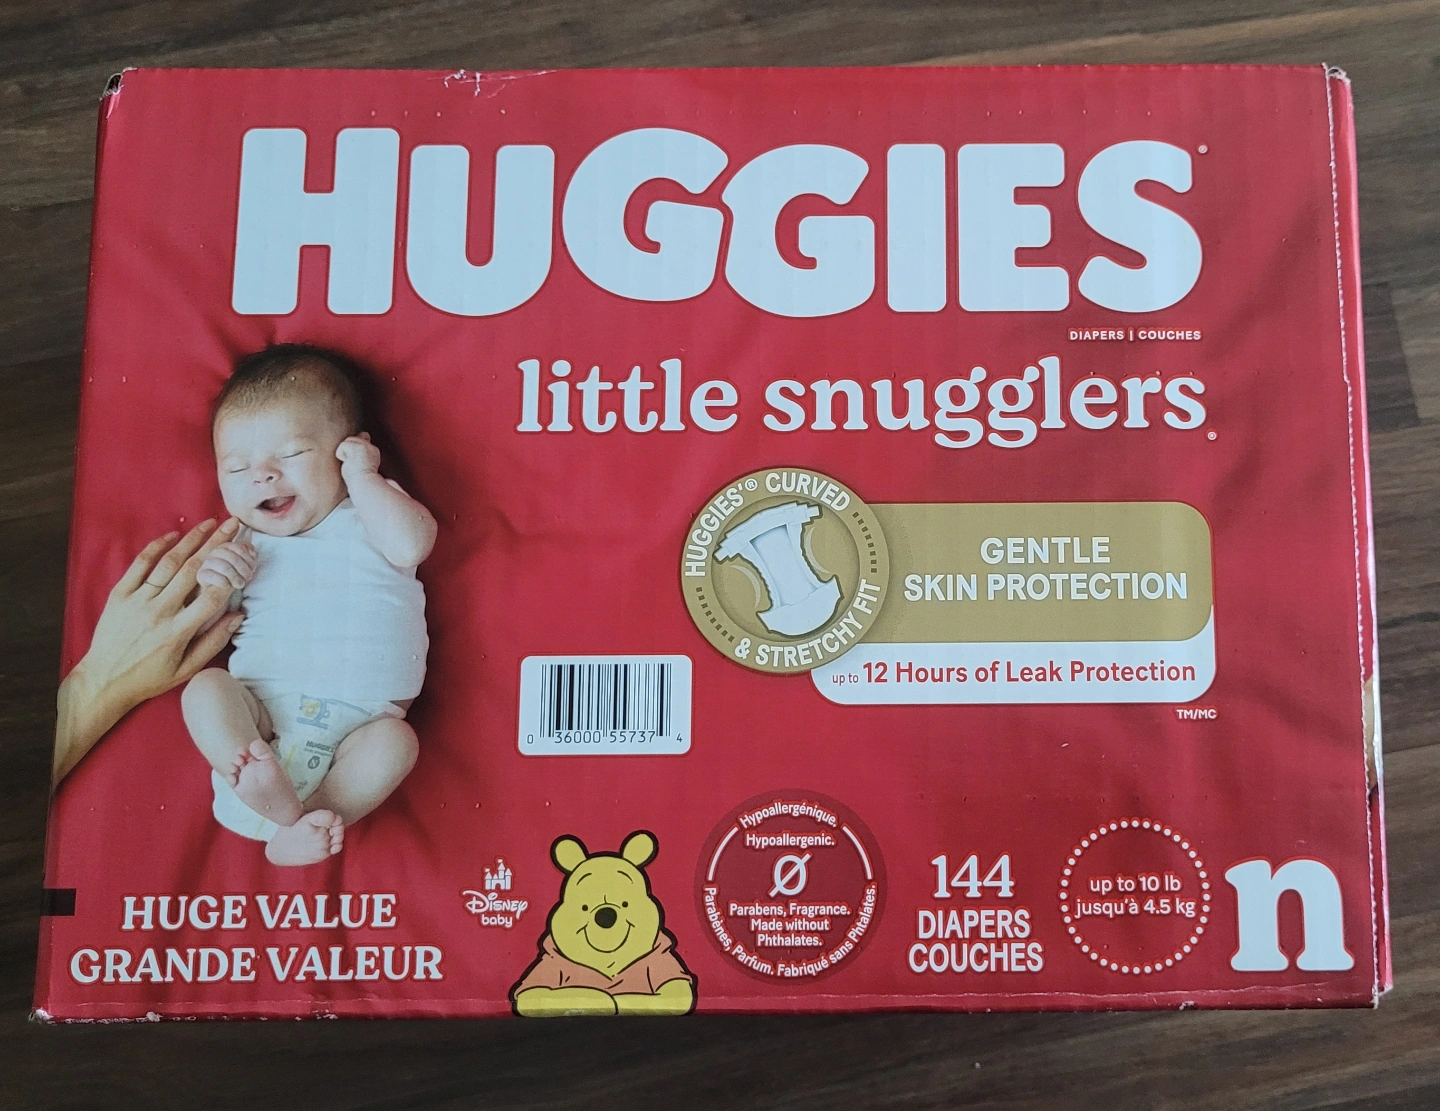 HUGGIES®
DIAPERS | COUCHES
little snugglers®
HUGGIES'® CURVED
& STRETCHY FIT
GENTLE
SKIN PROTECTION
up to 12 Hours of Leak Protection
TM/MC
0 36000 55737 4
HUGGIES
N
HUGE VALUE
GRANDE VALEUR
Disney
baby
Hypoallergénique.
Hypoallergenic.
Parabens, Fragrance.
Made without
Phthalates.
Parabènes, Parfum. Fabriqué sans Phtalates.
144
DIAPERS
COUCHES
up to 10 lb
jusqu'à 4.5 kg
n